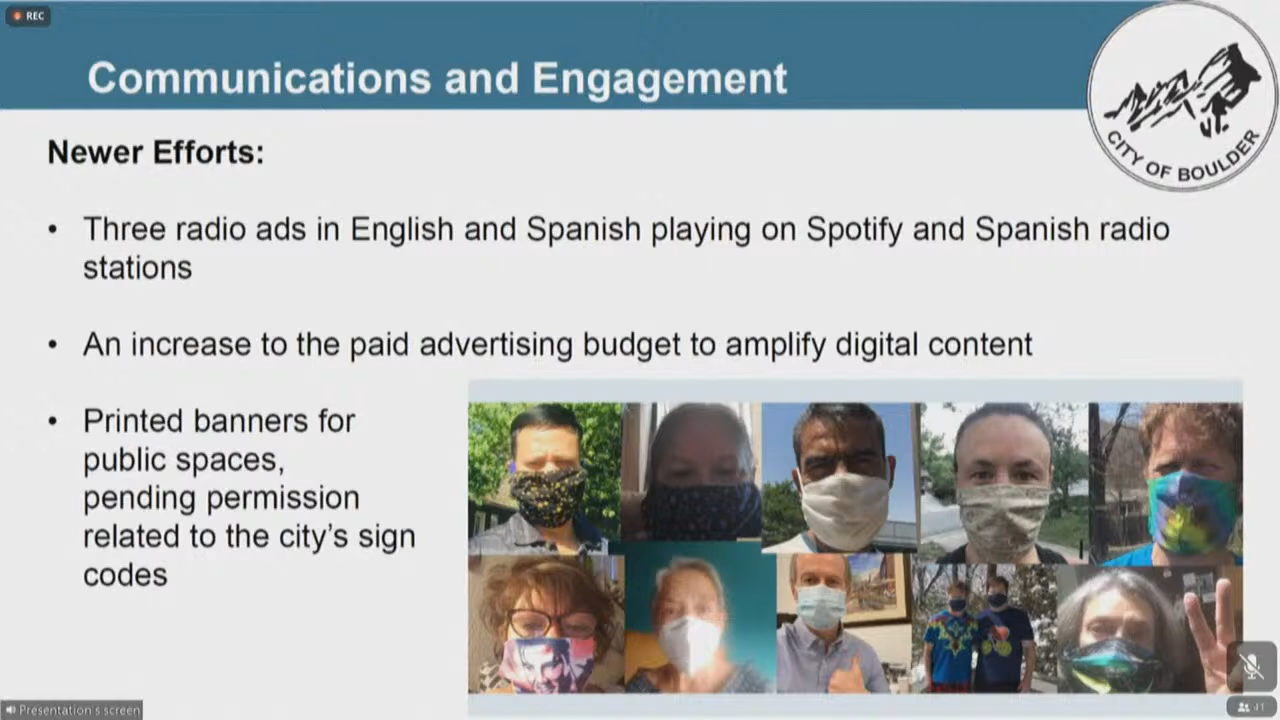 REC
Communications and Engagement
CITY OF BOULDER
Newer Efforts:
• Three radio ads in English and Spanish playing on Spotify and Spanish radio
stations
• An increase to the paid advertising budget to amplify digital content
• Printed banners for
public spaces,
pending permission
related to the city's sign
codes
Presentation's screen
41